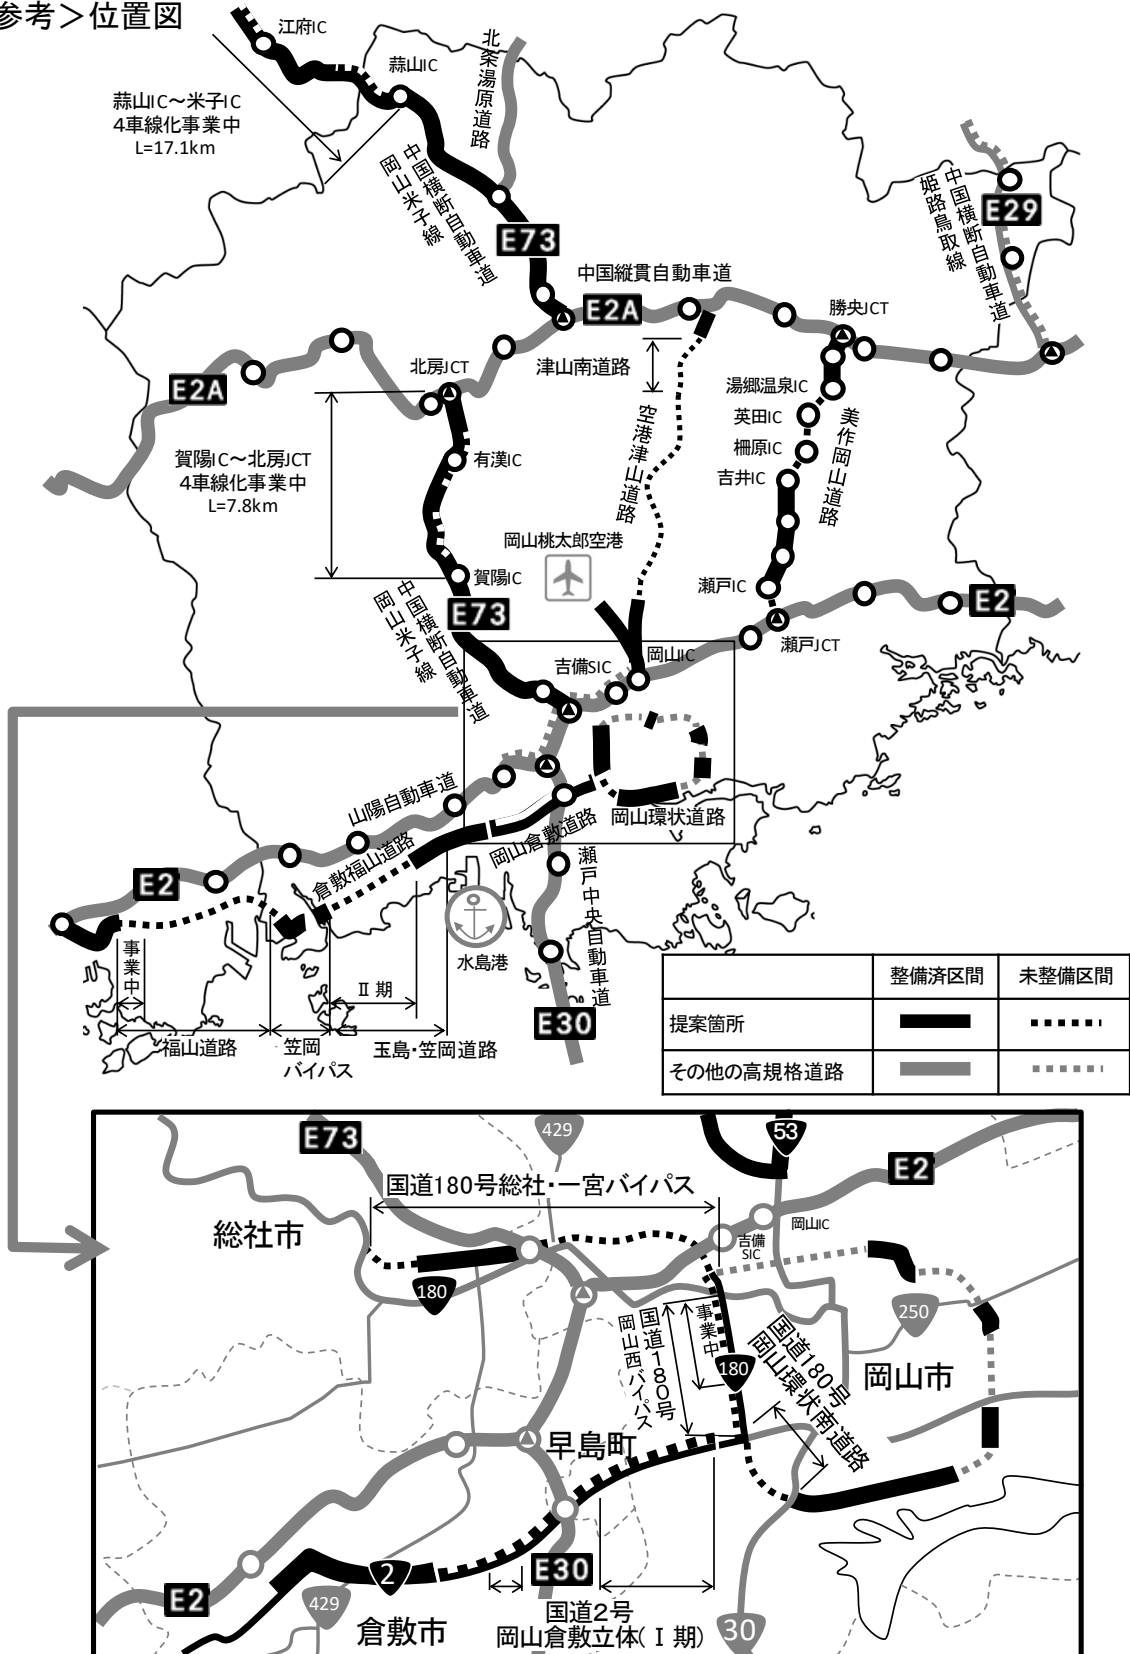 参考＞位置図
江府IC
蒜山IC
北条湯原道路
蒜山IC～米子IC
4車線化事業中
L=17.1km
中国横断自動車道
岡山米子線
E73
中国横断自動車道
姫路鳥取線
E29
中国縦貫自動車道
E2A
勝央JCT
北房JCT
津山南道路
E2A
湯郷温泉IC
英田IC
柵原IC
吉井IC
美作岡山道路
空港津山道路
賀陽IC～北房JCT
4車線化事業中
L=7.8km
有漢IC
岡山桃太郎空港
賀陽IC
瀬戸IC
E73
E2
中国横断自動車道
岡山米子線
瀬戸JCT
吉備SIC
岡山IC
山陽自動車道
岡山環状道路
岡山倉敷道路
倉敷福山道路
瀬戸中央自動車道
E2
水島港
事業中
Ⅱ期
E30
福山道路
笠岡
バイパス
玉島・笠岡道路
整備済区間
未整備区間
提案箇所
その他の高規格道路
E73
429
53
E2
国道180号総社・一宮バイパス
総社市
岡山IC
吉備
SIC
180
250
国道180号
岡山西バイパス
事業中
180
国道180号
岡山環状南道路
岡山市
早島町
E2
2
E30
429
倉敷市
国道2号
岡山倉敷立体(Ⅰ期)
30